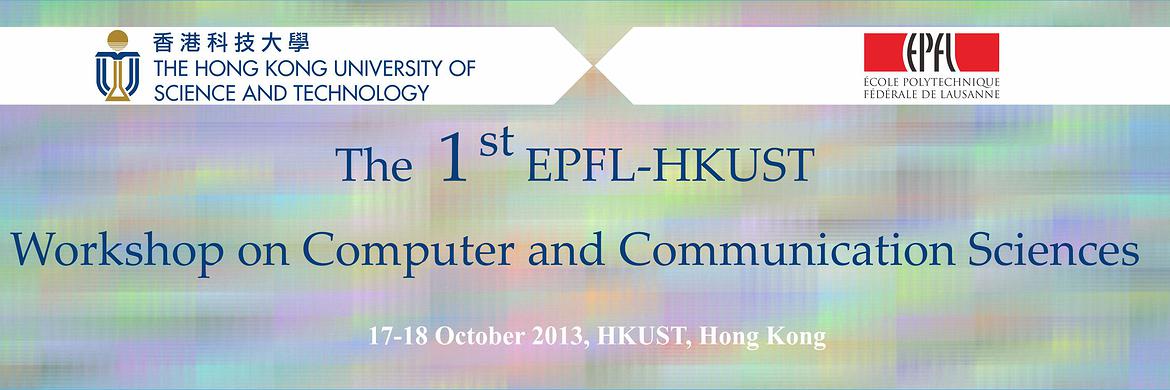 香港科技大學
THE HONG KONG UNIVERSITY OF
SCIENCE AND TECHNOLOGY
EPFL
ÉCOLE POLYTECHNIQUE
FÉDÉRALE DE LAUSANNE
The 1st EPFL-HKUST
Workshop on Computer and Communication Sciences
17-18 October 2013, HKUST, Hong Kong